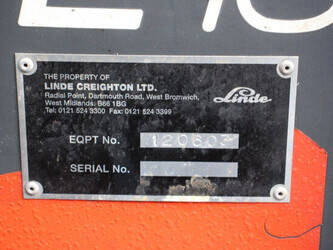 THE PROPERTY OF
LINDE CREIGHTON LTD.
Radial Point, Dartmouth Road, West Bromwich,
West Midlands: B66 1BG
Tel: 0121 524 3300 Fax: 0121 524 3399
Linde
EQPT No.
SERIAL No.